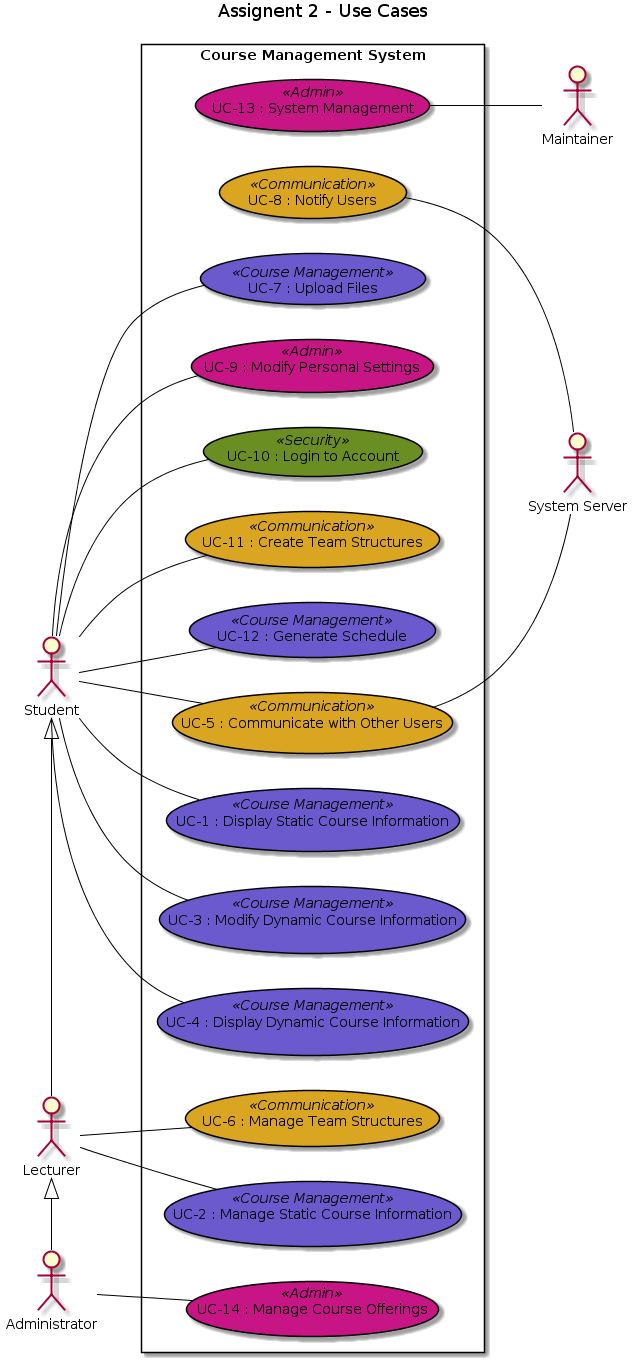 Assignent 2 - Use Cases
Course Management System
«Admin»
UC-13 : System Management
Maintainer
«Communication»
UC-8 : Notify Users
«Course Management»
UC-7 : Upload Files
«Admin»
UC-9 : Modify Personal Settings
«Security»
UC-10 : Login to Account
System Server
«Communication»
UC-11 : Create Team Structures
«Course Management»
UC-12 : Generate Schedule
Student
«Communication»
UC-5 : Communicate with Other Users
«Course Management»
UC-1 : Display Static Course Information
«Course Management»
UC-3 : Modify Dynamic Course Information
«Course Management»
UC-4 : Display Dynamic Course Information
«Communication»
UC-6 : Manage Team Structures
Lecturer
«Course Management»
UC-2 : Manage Static Course Information
«Admin»
UC-14 : Manage Course Offerings
Administrator